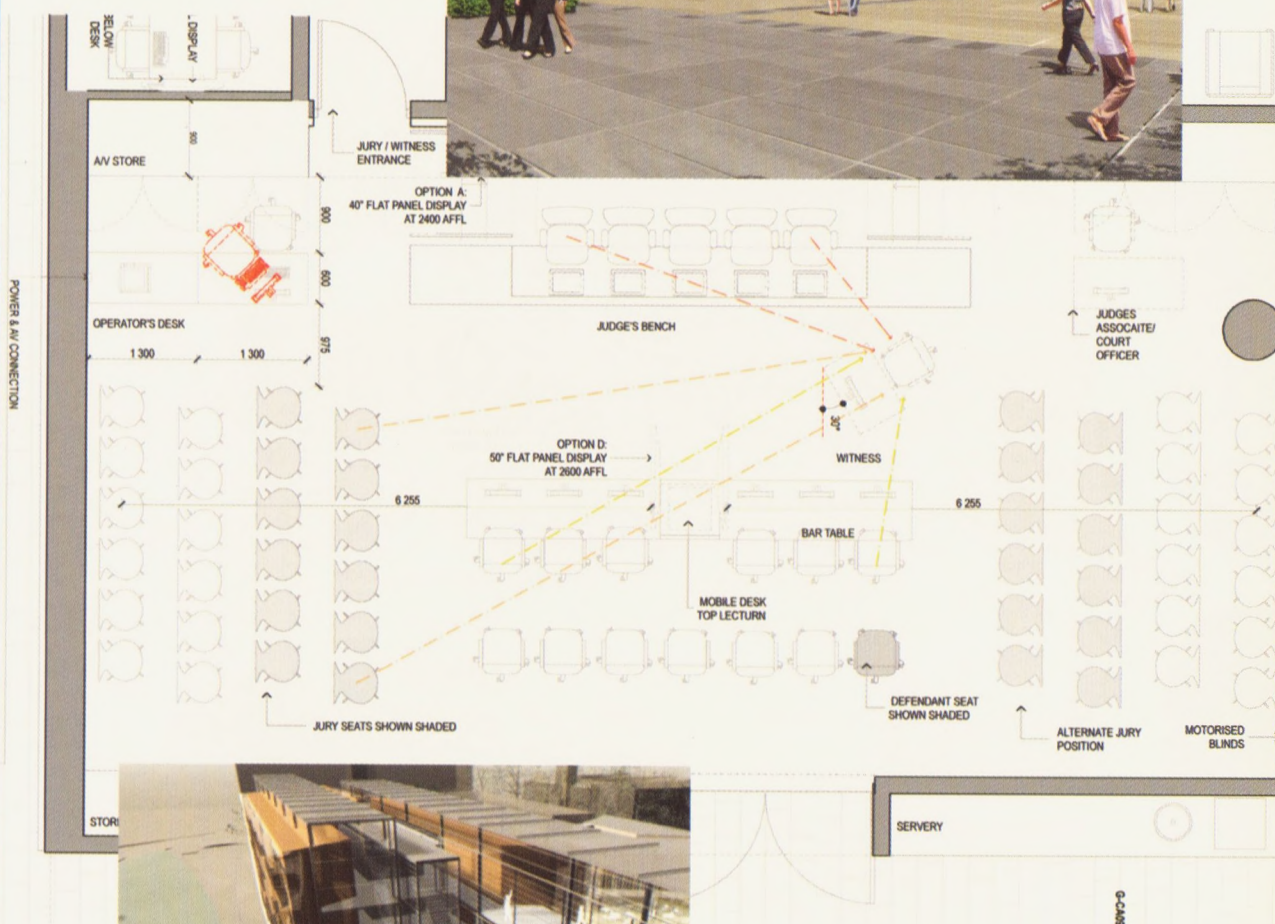 BELOW
DESK
DISPLAY
900
A/V STORE
JURY / WITNESS
ENTRANCE
OPTION A:
40" FLAT PANEL DISPLAY
AT 2400 AFFL
900
600
975
OPERATOR'S DESK
1 300
1 300
POWER & AV CONNECTION
JUDGE'S BENCH
JUDGES
ASSOCAITE/
COURT
OFFICER
30°
WITNESS
OPTION D:
50" FLAT PANEL DISPLAY
AT 2600 AFFL
6 255
6 255
BAR TABLE
MOBILE DESK
TOP LECTURN
DEFENDANT SEAT
SHOWN SHADED
JURY SEATS SHOWN SHADED
ALTERNATE JURY
POSITION
MOTORISED
BLINDS
SERVERY